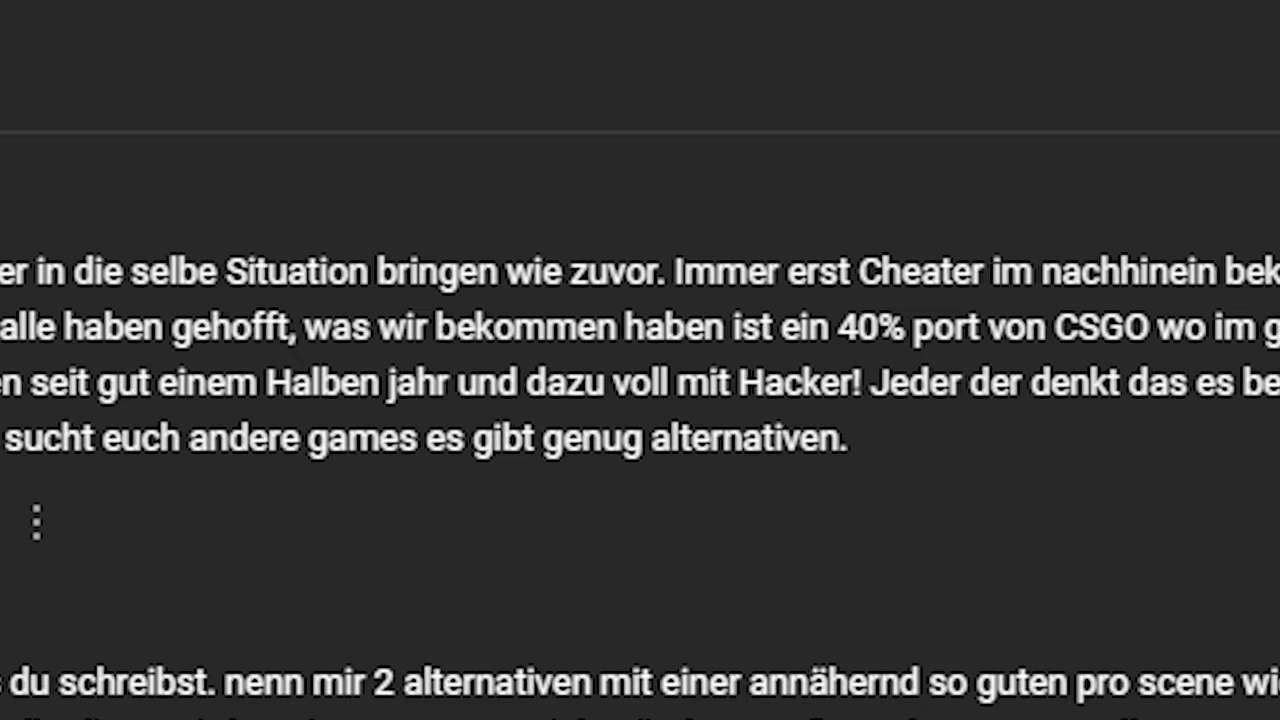 er in die selbe Situation bringen wie zuvor. Immer erst Cheater im nachhinein bek
alle haben gehofft, was wir bekommen haben ist ein 40% port von CSGO wo im g
en seit gut einem Halben jahr und dazu voll mit Hacker! Jeder der denkt das es be
sucht euch andere games es gibt genug alternativen.
du schreibst. nenn mir 2 alternativen mit einer annähernd so guten pro scene wi